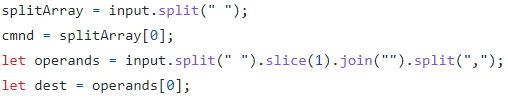 splitArray = input.split(" ");
cmnd = splitArray[0];
let operands = input.split(" ").slice(1).join("").split(",");
let dest = operands[0];